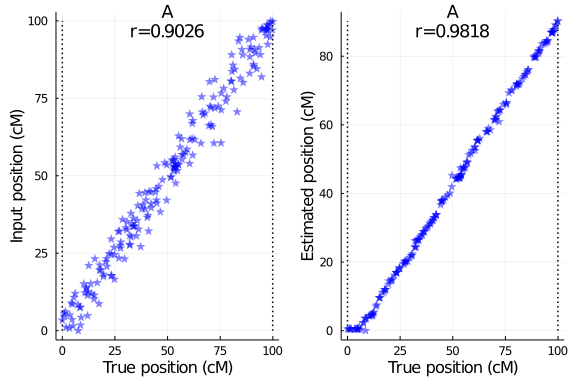 A
r=0.9026
100
75
50
25
0
Input position (cM)
0 25 50 75 100
True position (cM)
A
r=0.9818
80
60
40
20
0
Estimated position (cM)
0 25 50 75 100
True position (cM)